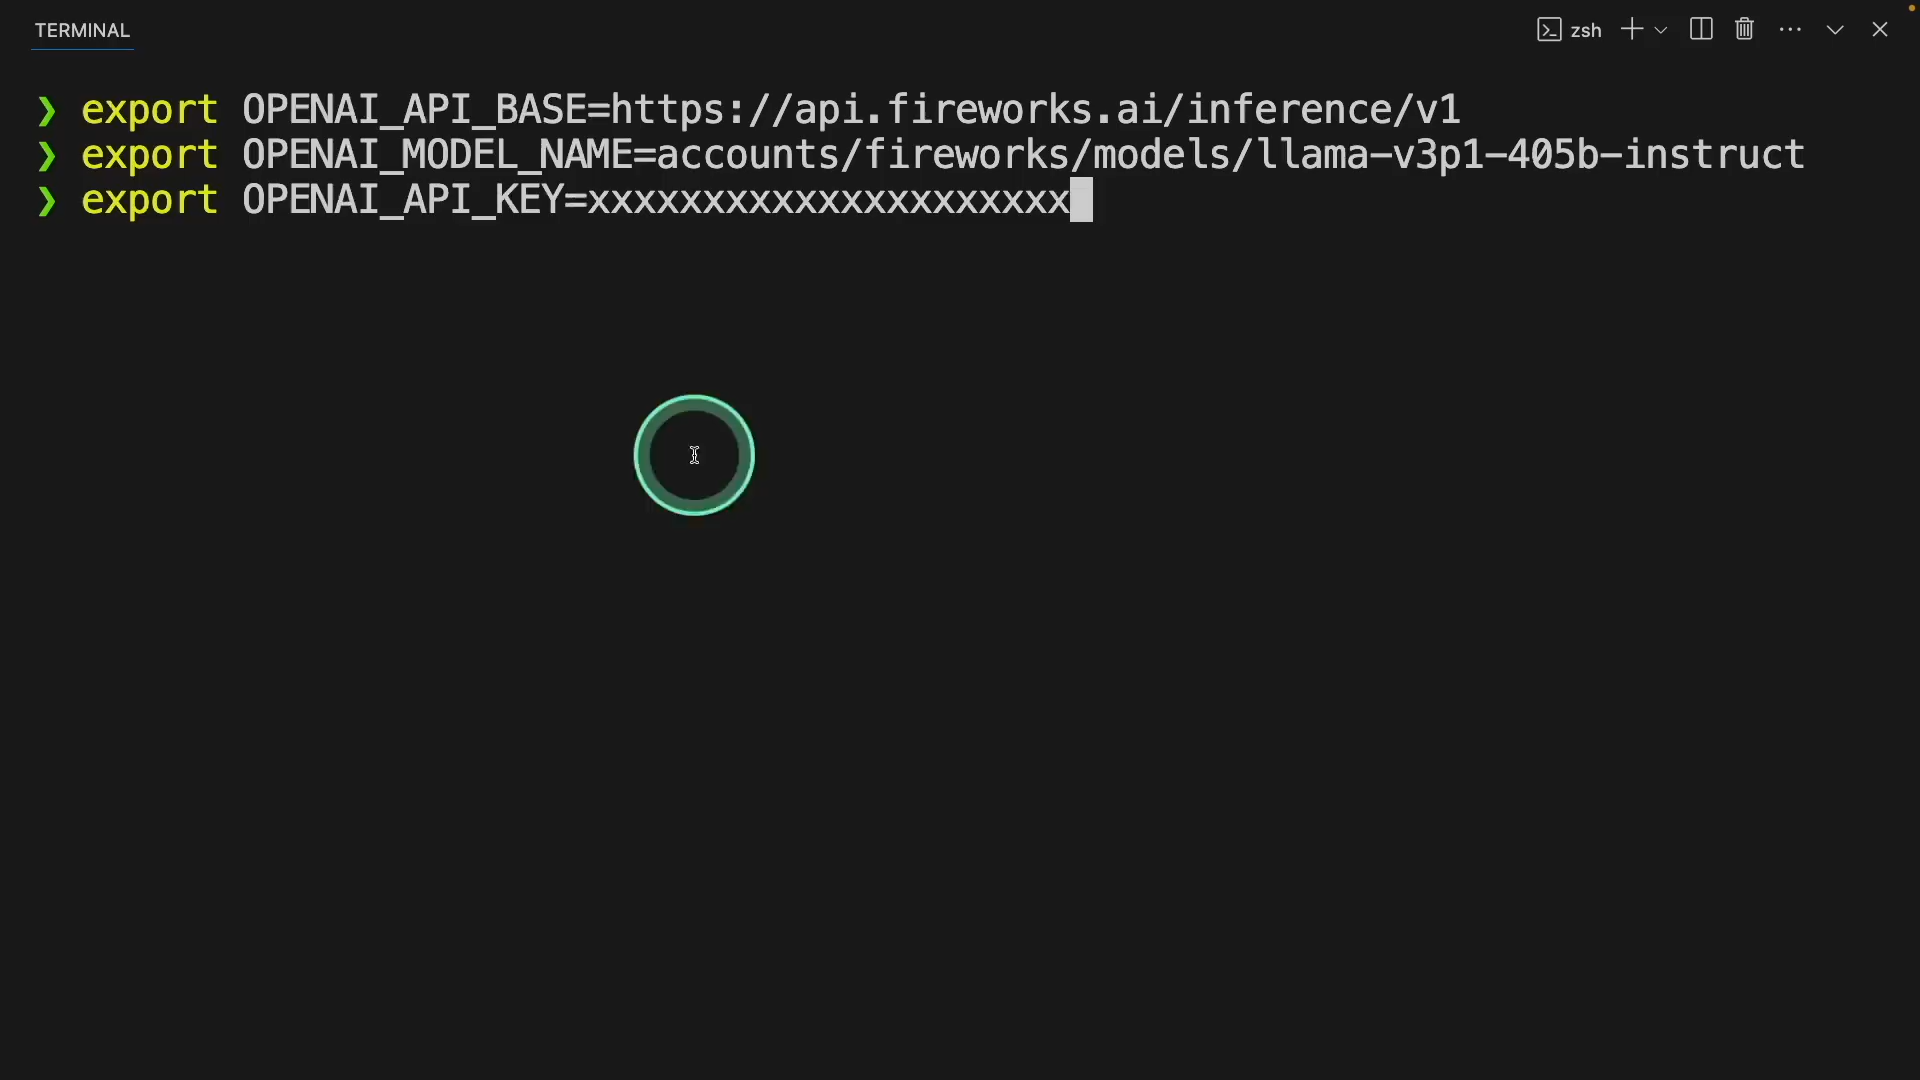 TERMINAL
zsh
❯ export OPENAI_API_BASE=https://api.fireworks.ai/inference/v1
❯ export OPENAI_MODEL_NAME=accounts/fireworks/models/llama-v3p1-405b-instruct
❯ export OPENAI_API_KEY=xxxxxxxxxxxxxxxxxxxxx